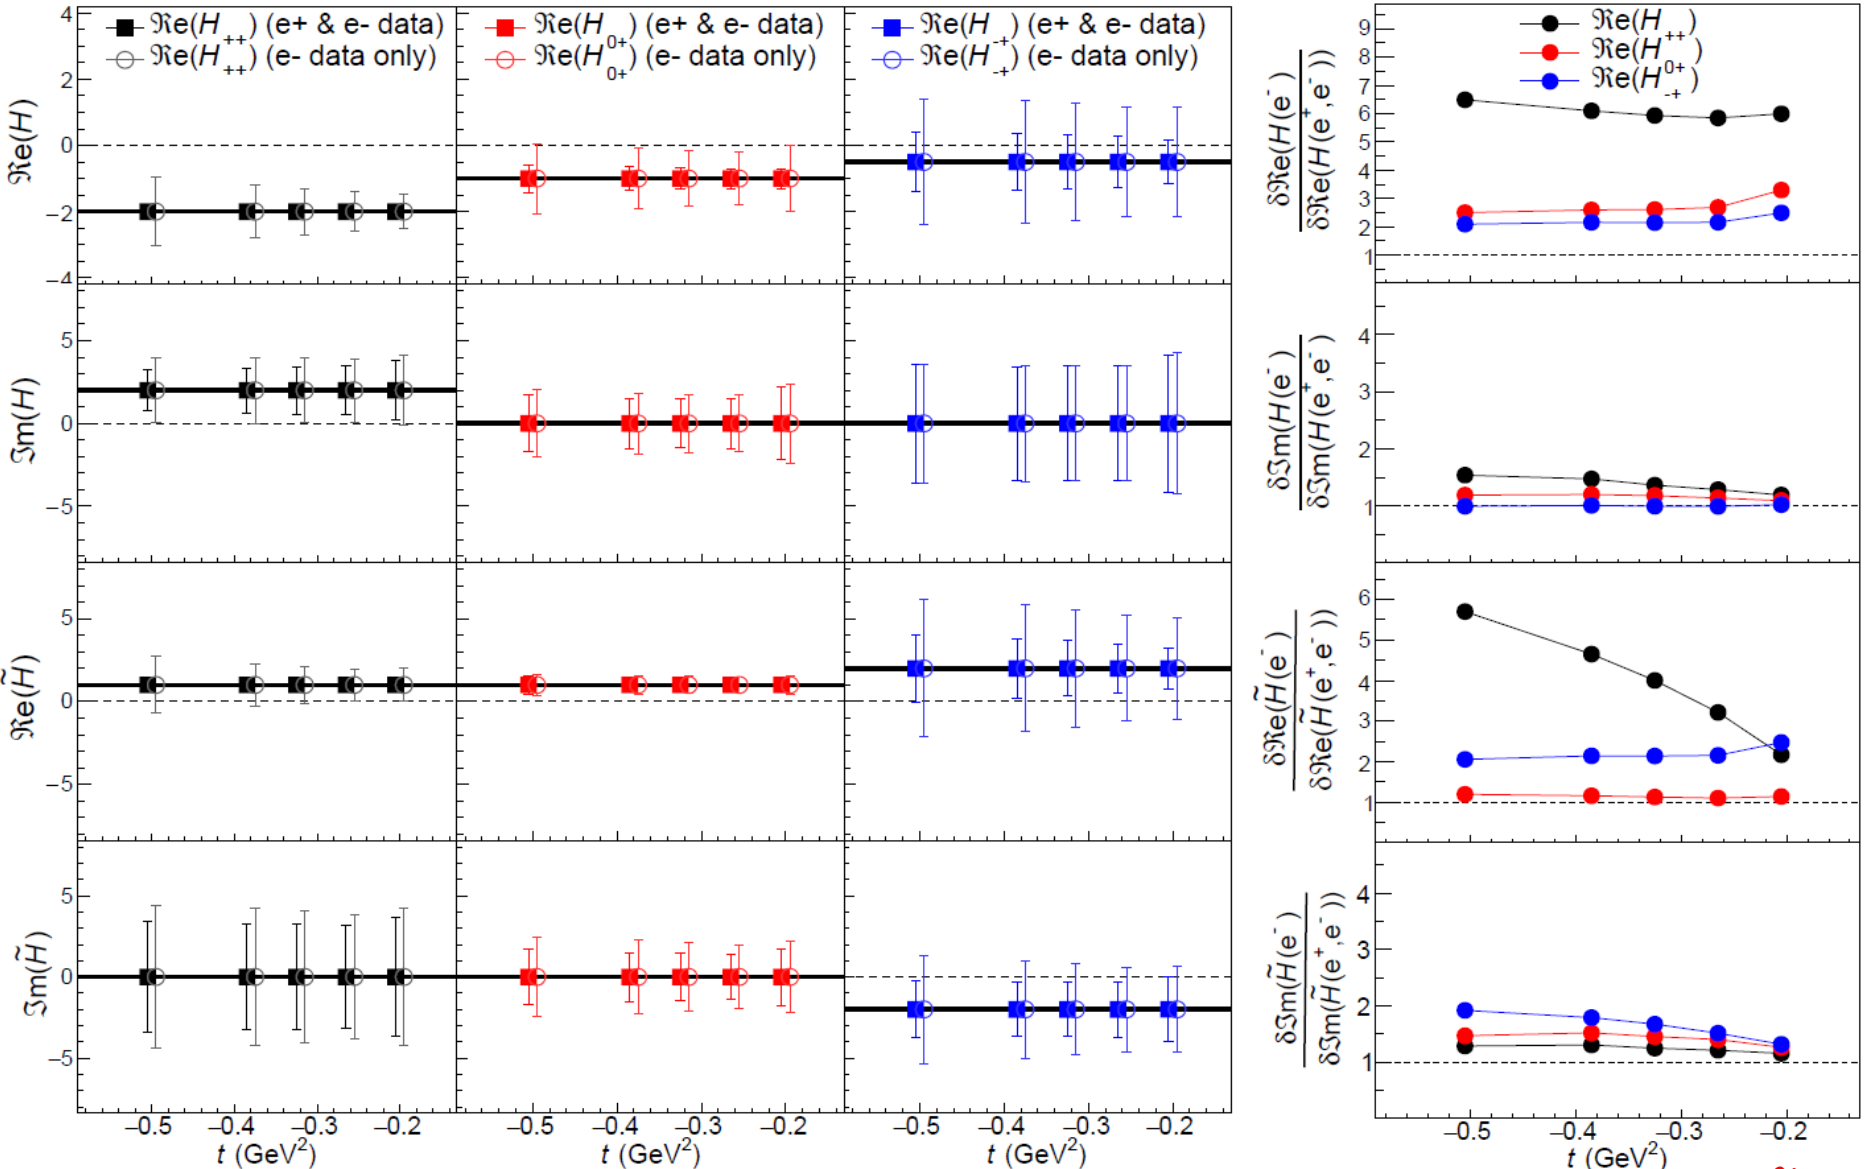 ℜe(H++) (e+ & e- data)
ℜe(H++) (e- data only)
ℜe(H0+) (e+ & e- data)
ℜe(H0+) (e- data only)
ℜe(H-+) (e+ & e- data)
ℜe(H-+) (e- data only)
ℜe(H)
4
2
0
−2
−4
ℑm(H)
5
0
−5
ℜe(H̃)
5
0
−5
ℑm(H̃)
5
0
−5
−0.5 −0.4 −0.3 −0.2
t (GeV²)
−0.5 −0.4 −0.3 −0.2
t (GeV²)
−0.5 −0.4 −0.3 −0.2
t (GeV²)
ℜe(H++)
ℜe(H0+)
ℜe(H-+)
δℜe(H(e⁻)
δℜe(H(e⁺,e⁻))
9
8
7
6
5
4
3
2
1
δℑm(H(e⁻)
δℑm(H(e⁺,e⁻))
4
3
2
1
δℜe(H̃(e⁻)
δℜe(H̃(e⁺,e⁻))
6
5
4
3
2
1
δℑm(H̃(e⁻)
δℑm(H̃(e⁺,e⁻))
4
3
2
1
−0.5 −0.4 −0.3 −0.2
t (GeV²)